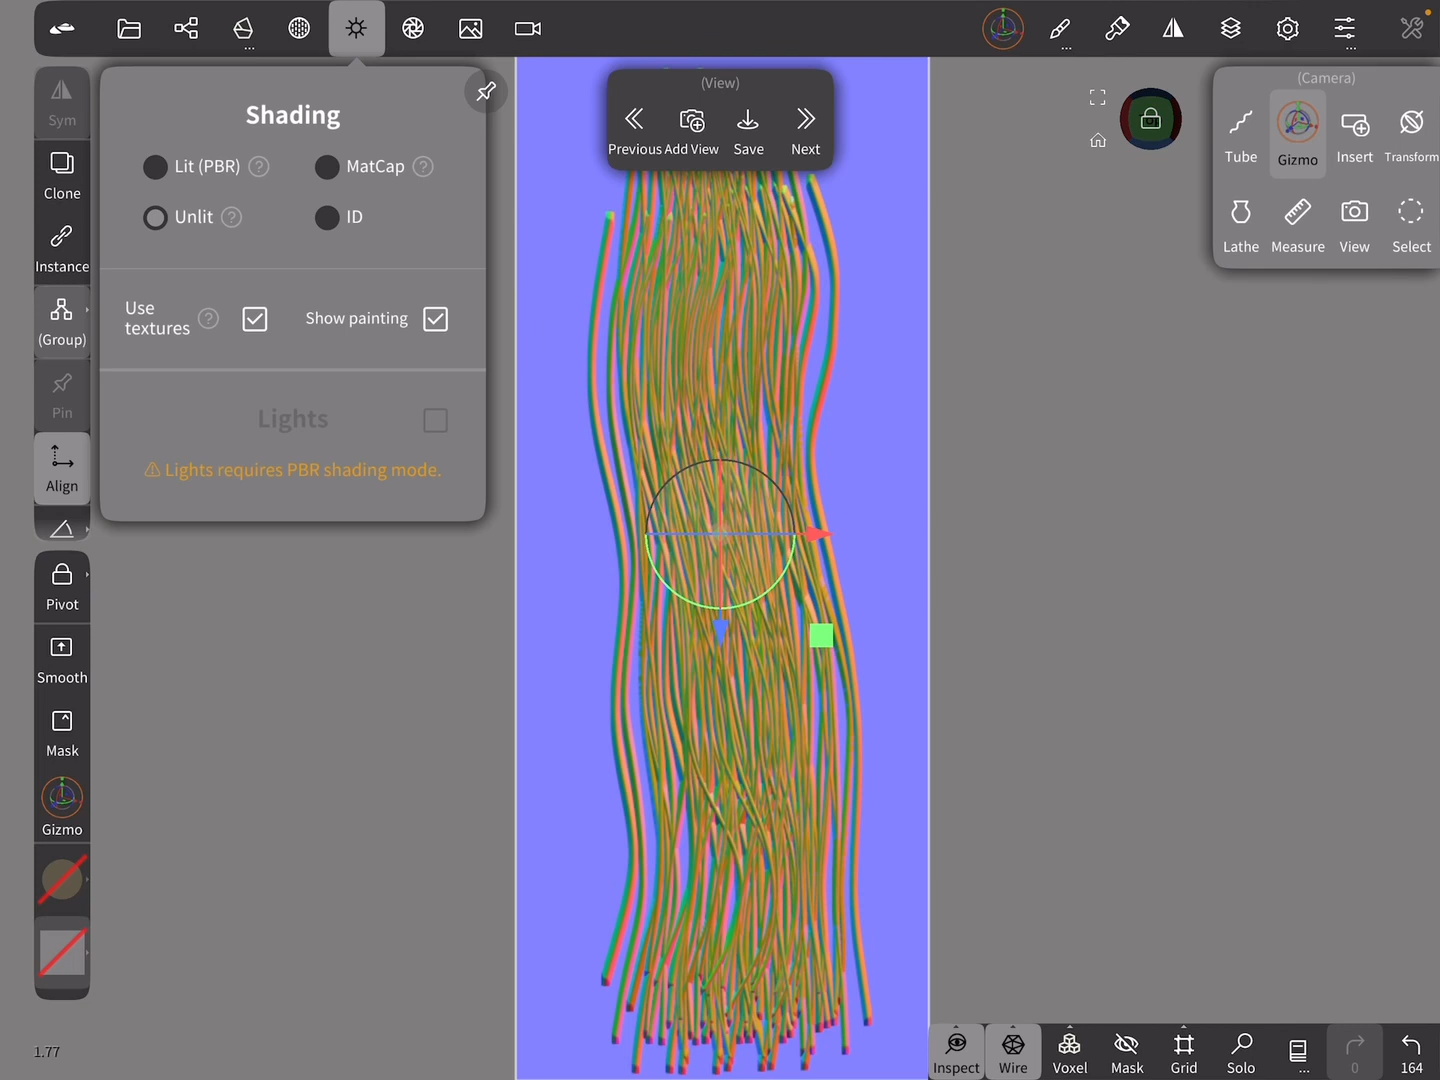 Shading
Lit (PBR) ?
MatCap ?
Unlit ?
ID
Use textures ?
Show painting
Lights
Lights requires PBR shading mode.
Sym
Clone
Instance
(Group)
Pin
Align
Pivot
Smooth
Mask
Gizmo
1.77
(View)
Previous Add View Save Next
(Camera)
Tube Gizmo Insert Transform
Lathe Measure View Select
Inspect Wire Voxel Mask Grid Solo ... 0 164